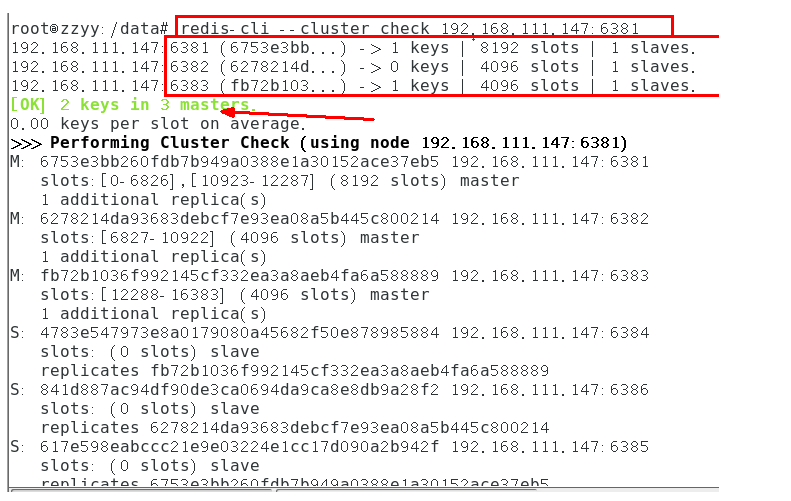 root@zzyy:/data# redis-cli --cluster check 192.168.111.147:6381
192.168.111.147:6381 (6753e3bb...) -> 1 keys | 8192 slots | 1 slaves.
192.168.111.147:6382 (6278214d...) -> 0 keys | 4096 slots | 1 slaves.
192.168.111.147:6383 (fb72b103...) -> 1 keys | 4096 slots | 1 slaves.
[OK] 2 keys in 3 masters.
0.00 keys per slot on average.
>>> Performing Cluster Check (using node 192.168.111.147:6381)
M: 6753e3bb260fdb7b949a0388e1a30152ace37eb5 192.168.111.147:6381
slots:[0-6826],[10923-12287] (8192 slots) master
1 additional replica(s)
M: 6278214da93683debcf7e93ea08a5b445c800214 192.168.111.147:6382
slots:[6827-10922] (4096 slots) master
1 additional replica(s)
M: fb72b1036f992145cf332ea3a8aeb4fa6a588889 192.168.111.147:6383
slots:[12288-16383] (4096 slots) master
1 additional replica(s)
S: 4783e547973e8a0179080a45682f50e878985884 192.168.111.147:6384
slots: (0 slots) slave
replicates fb72b1036f992145cf332ea3a8aeb4fa6a588889
S: 841d887ac94df90de3ca0694da9ca8e8db9a28f2 192.168.111.147:6386
slots: (0 slots) slave
replicates 6278214da93683debcf7e93ea08a5b445c800214
S: 617e598eabccc21e9e03224e1cc17d090a2b942f 192.168.111.147:6385
slots: (0 slots) slave
replicates 6753e3bb260fdb7b949a0388e1a30152ace37eb5